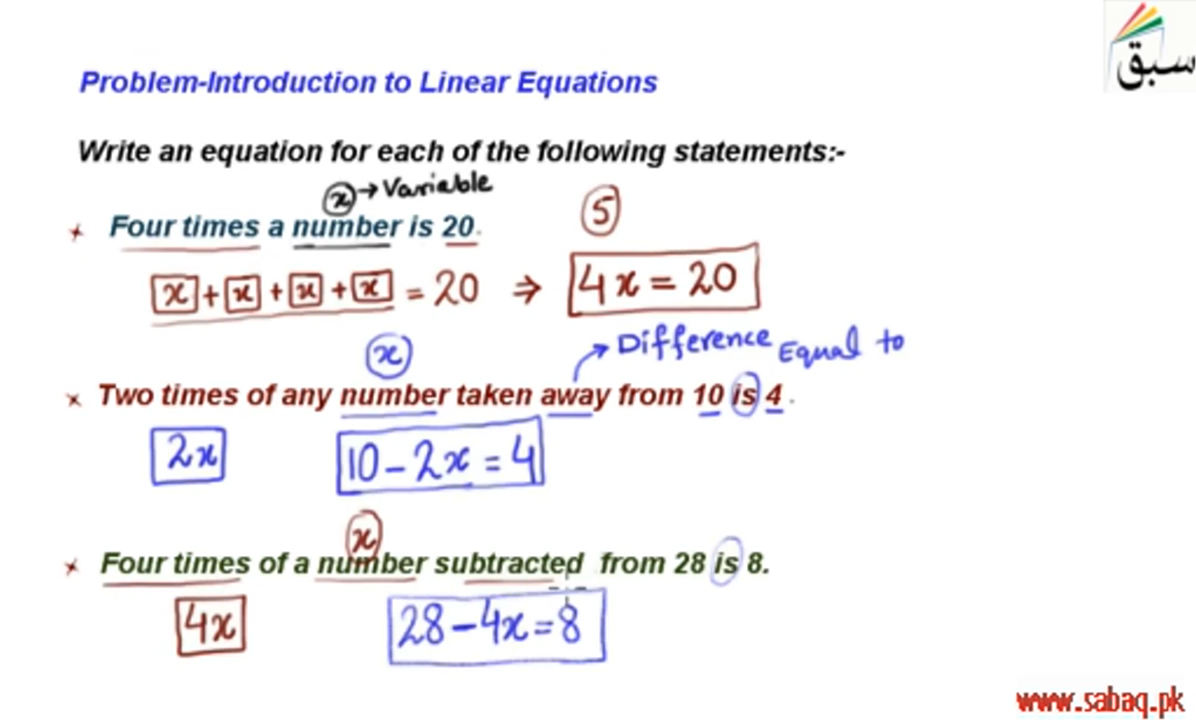 سبق
Problem-Introduction to Linear Equations
Write an equation for each of the following statements:-
x → Variable
× Four times a number is 20.
5
x + x + x + x = 20 ⇒ 4x = 20
x
→ Difference Equal to
× Two times of any number taken away from 10 is 4.
2x 10 - 2x = 4
x
× Four times of a number subtracted from 28 is 8.
4x 28 - 4x = 8
www.sabaq.pk